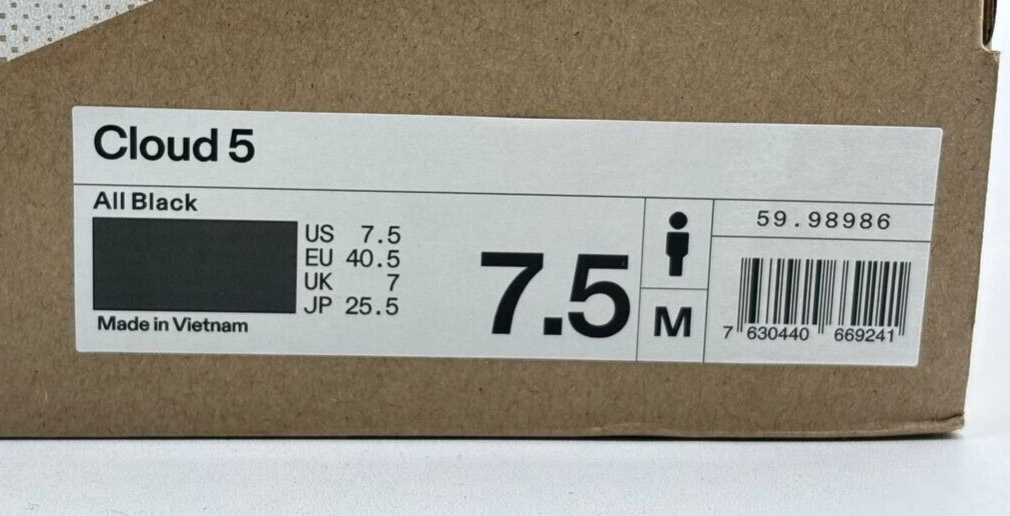 Cloud 5
All Black
US 7.5
EU 40.5
UK 7
JP 25.5
Made in Vietnam
7.5
M
59.98986
7 630440 669241